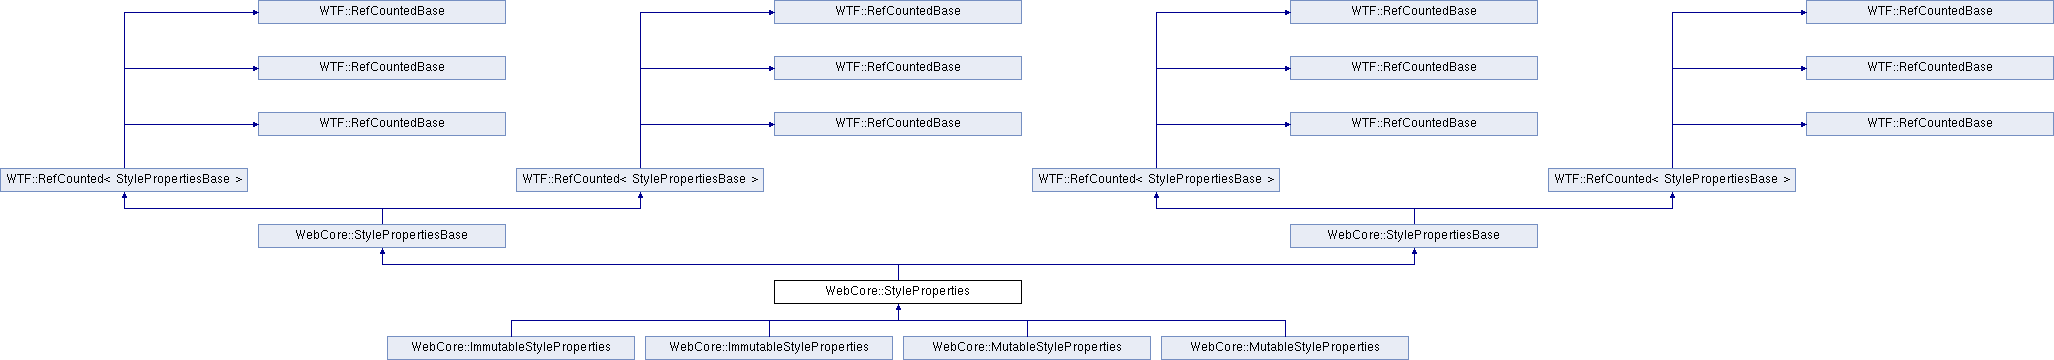 WTF::RefCountedBase
WTF::RefCountedBase
WTF::RefCountedBase
WTF::RefCountedBase
WTF::RefCountedBase
WTF::RefCountedBase
WTF::RefCountedBase
WTF::RefCountedBase
WTF::RefCountedBase
WTF::RefCountedBase
WTF::RefCountedBase
WTF::RefCountedBase
WTF::RefCounted< StylePropertiesBase >
WTF::RefCounted< StylePropertiesBase >
WTF::RefCounted< StylePropertiesBase >
WTF::RefCounted< StylePropertiesBase >
WebCore::StylePropertiesBase
WebCore::StylePropertiesBase
WebCore::StyleProperties
WebCore::ImmutableStyleProperties
WebCore::ImmutableStyleProperties
WebCore::MutableStyleProperties
WebCore::MutableStyleProperties